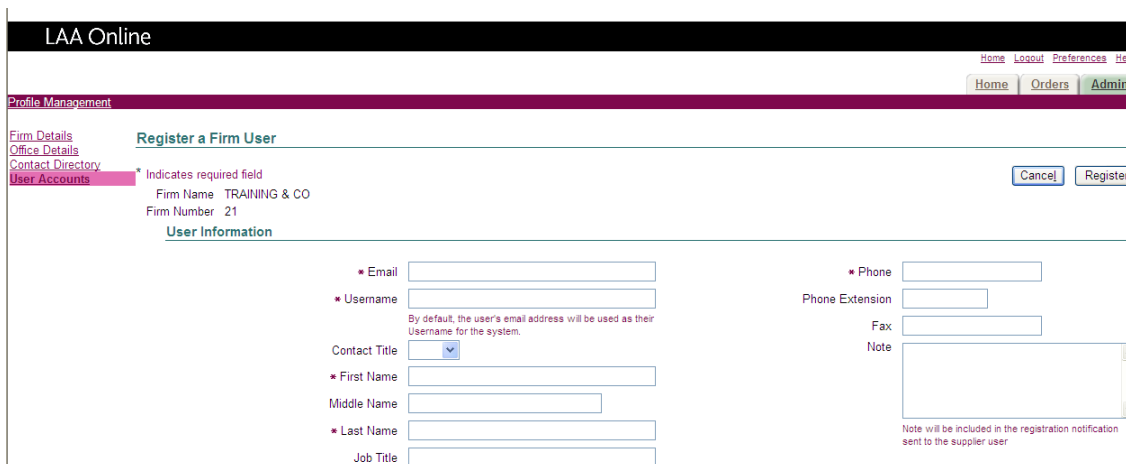 LAA Online
Home Logout Preferences He
Home Orders Admin
Profile Management
Firm Details
Office Details
Contact Directory
User Accounts
Register a Firm User
* Indicates required field
Cancel Register
Firm Name TRAINING & CO
Firm Number 21
User Information
* Email
* Username
By default, the user's email address will be used as their
Username for the system.
Contact Title
* First Name
Middle Name
* Last Name
Job Title
* Phone
Phone Extension
Fax
Note
Note will be included in the registration notification
sent to the supplier user